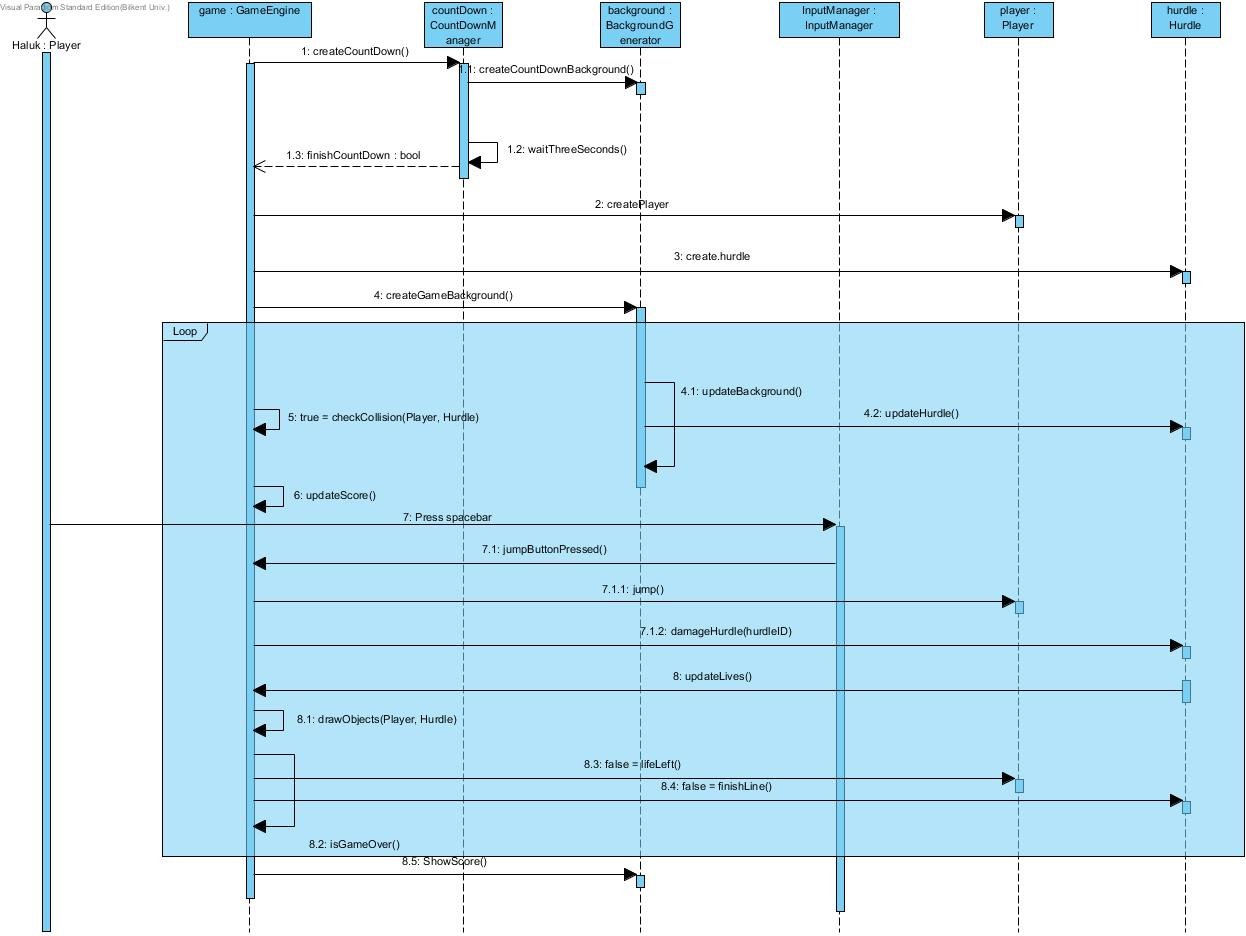 Visual Paradigm Standard Edition(Bilkent Univ.)
Haluk : Player
game : GameEngine
countDown :
CountDownM
anager
background :
BackgroundG
enerator
InputManager :
InputManager
player :
Player
hurdle :
Hurdle
1: createCountDown()
1.1: createCountDownBackground()
1.2: waitThreeSeconds()
1.3: finishCountDown : bool
2: createPlayer
3: create.hurdle
4: createGameBackground()
Loop
4.1: updateBackground()
4.2: updateHurdle()
5: true = checkCollision(Player, Hurdle)
6: updateScore()
7: Press spacebar
7.1: jumpButtonPressed()
7.1.1: jump()
7.1.2: damageHurdle(hurdleID)
8: updateLives()
8.1: drawObjects(Player, Hurdle)
8.3: false = lifeLeft()
8.4: false = finishLine()
8.2: isGameOver()
8.5: ShowScore()